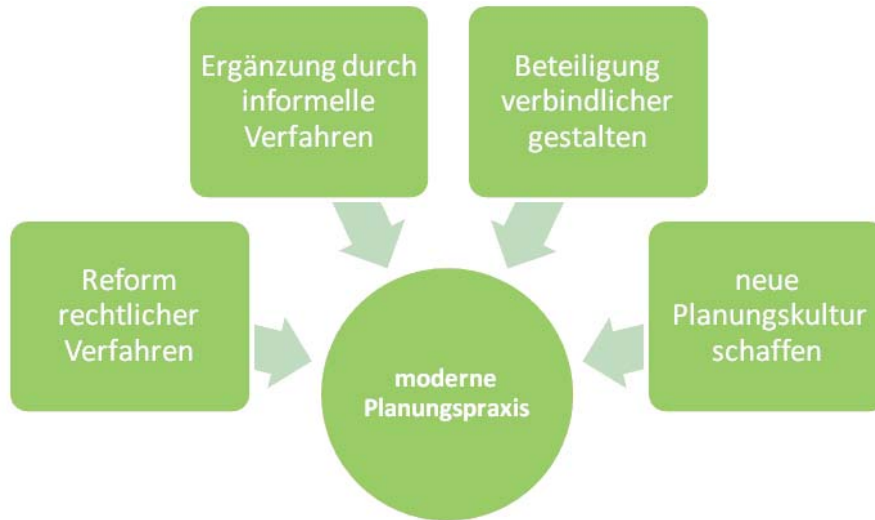 Ergänzung durch
informelle
Verfahren
Beteiligung
verbindlicher
gestalten
Reform
rechtlicher
Verfahren
neue
Planungskultur
schaffen
moderne
Planungspraxis